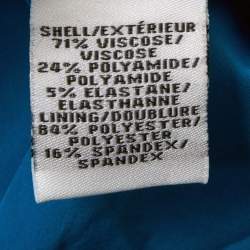 SHELL/EXTÉRIEUR
71% VISCOSE/
VISCOSE
24% POLYAMIDE/
POLYAMIDE
5% ELASTANE/
ELASTHANNE
LINING/DOUBLURE
84% POLYESTER/
POLYESTER
16% SPANDEX/
SPANDEX